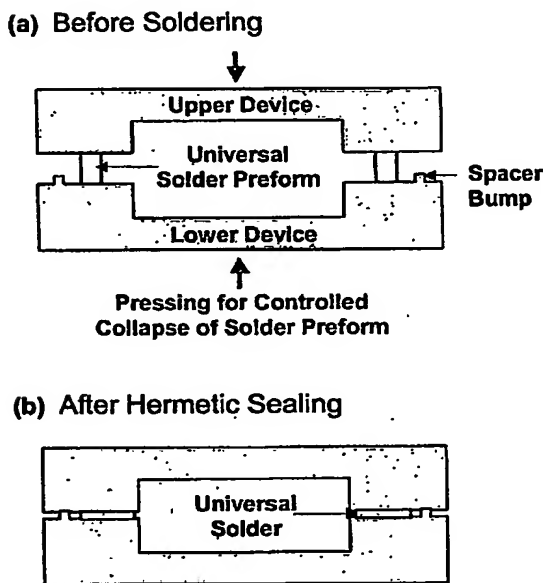 (a) Before Soldering
Upper Device
Universal
Solder Preform
Spacer
Bump
Lower Device
Pressing for Controlled
Collapse of Solder Preform
(b) After Hermetic Sealing
Universal
Solder